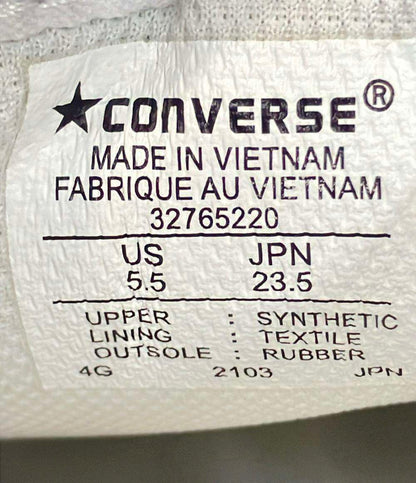 ★CONVERSE®
MADE IN VIETNAM
FABRIQUE AU VIETNAM
32765220
US JPN
5.5 23.5
UPPER : SYNTHETIC
LINING : TEXTILE
OUTSOLE : RUBBER
4G 2103 JPN